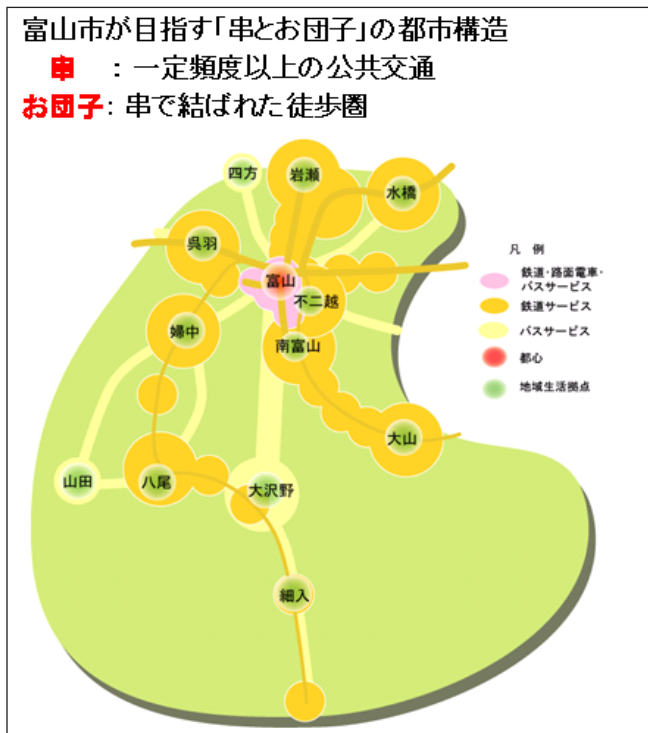 富山市が目指す「串とお団子」の都市構造
串 : 一定頻度以上の公共交通
お団子: 串で結ばれた徒歩圏
四方
岩瀬
水橋
呉羽
富山
不二越
婦中
南富山
大山
山田
八尾
大沢野
細入
凡 例
鉄道・路面電車・
バスサービス
鉄道サービス
バスサービス
都心
地域生活拠点